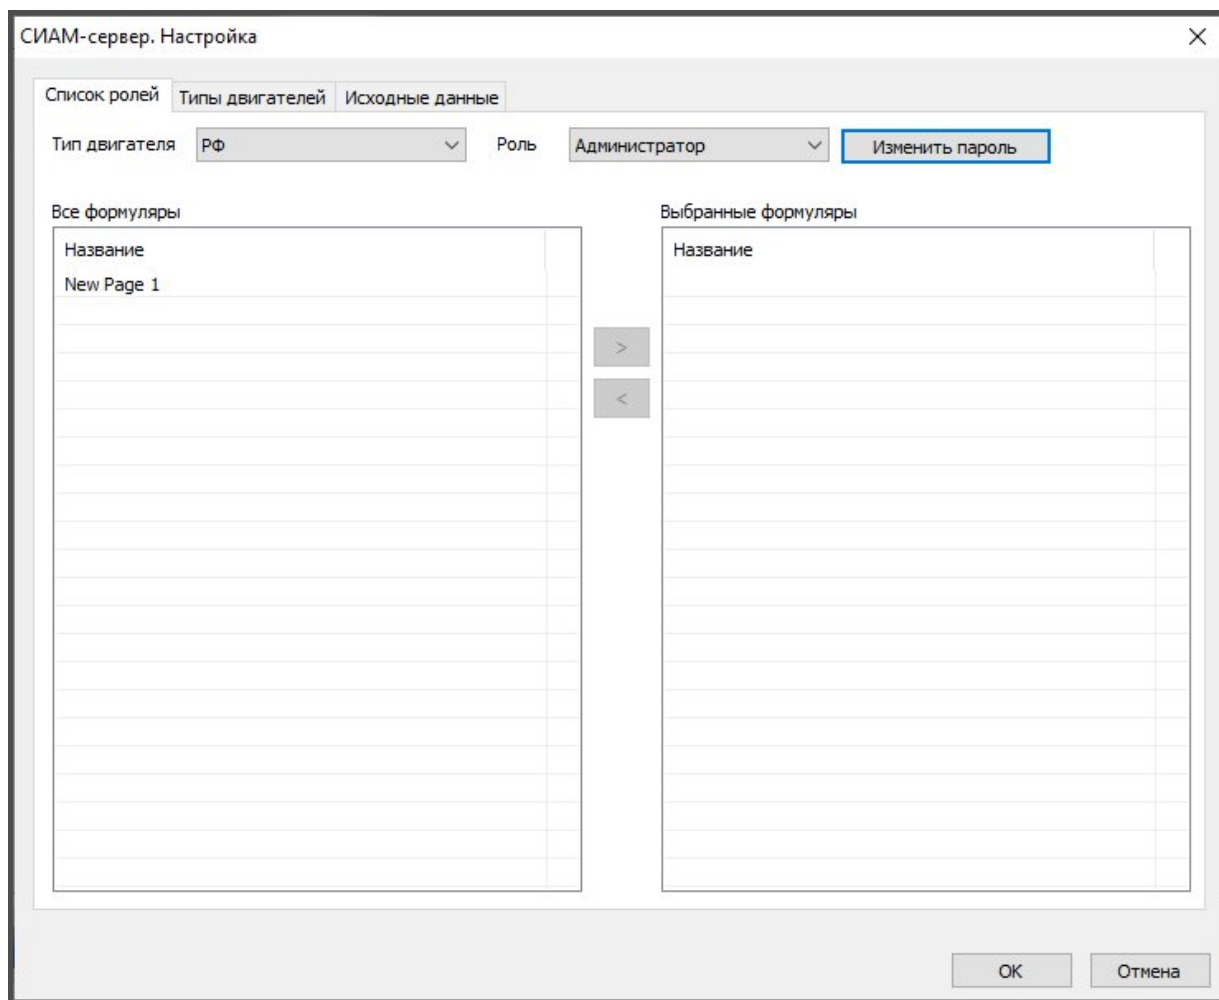 СИАМ-сервер. Настройка
Список ролей Типы двигателей Исходные данные
Тип двигателя РФ Роль Администратор Изменить пароль
Все формуляры Выбранные формуляры
Название Название
New Page 1
>
<
OK Отмена